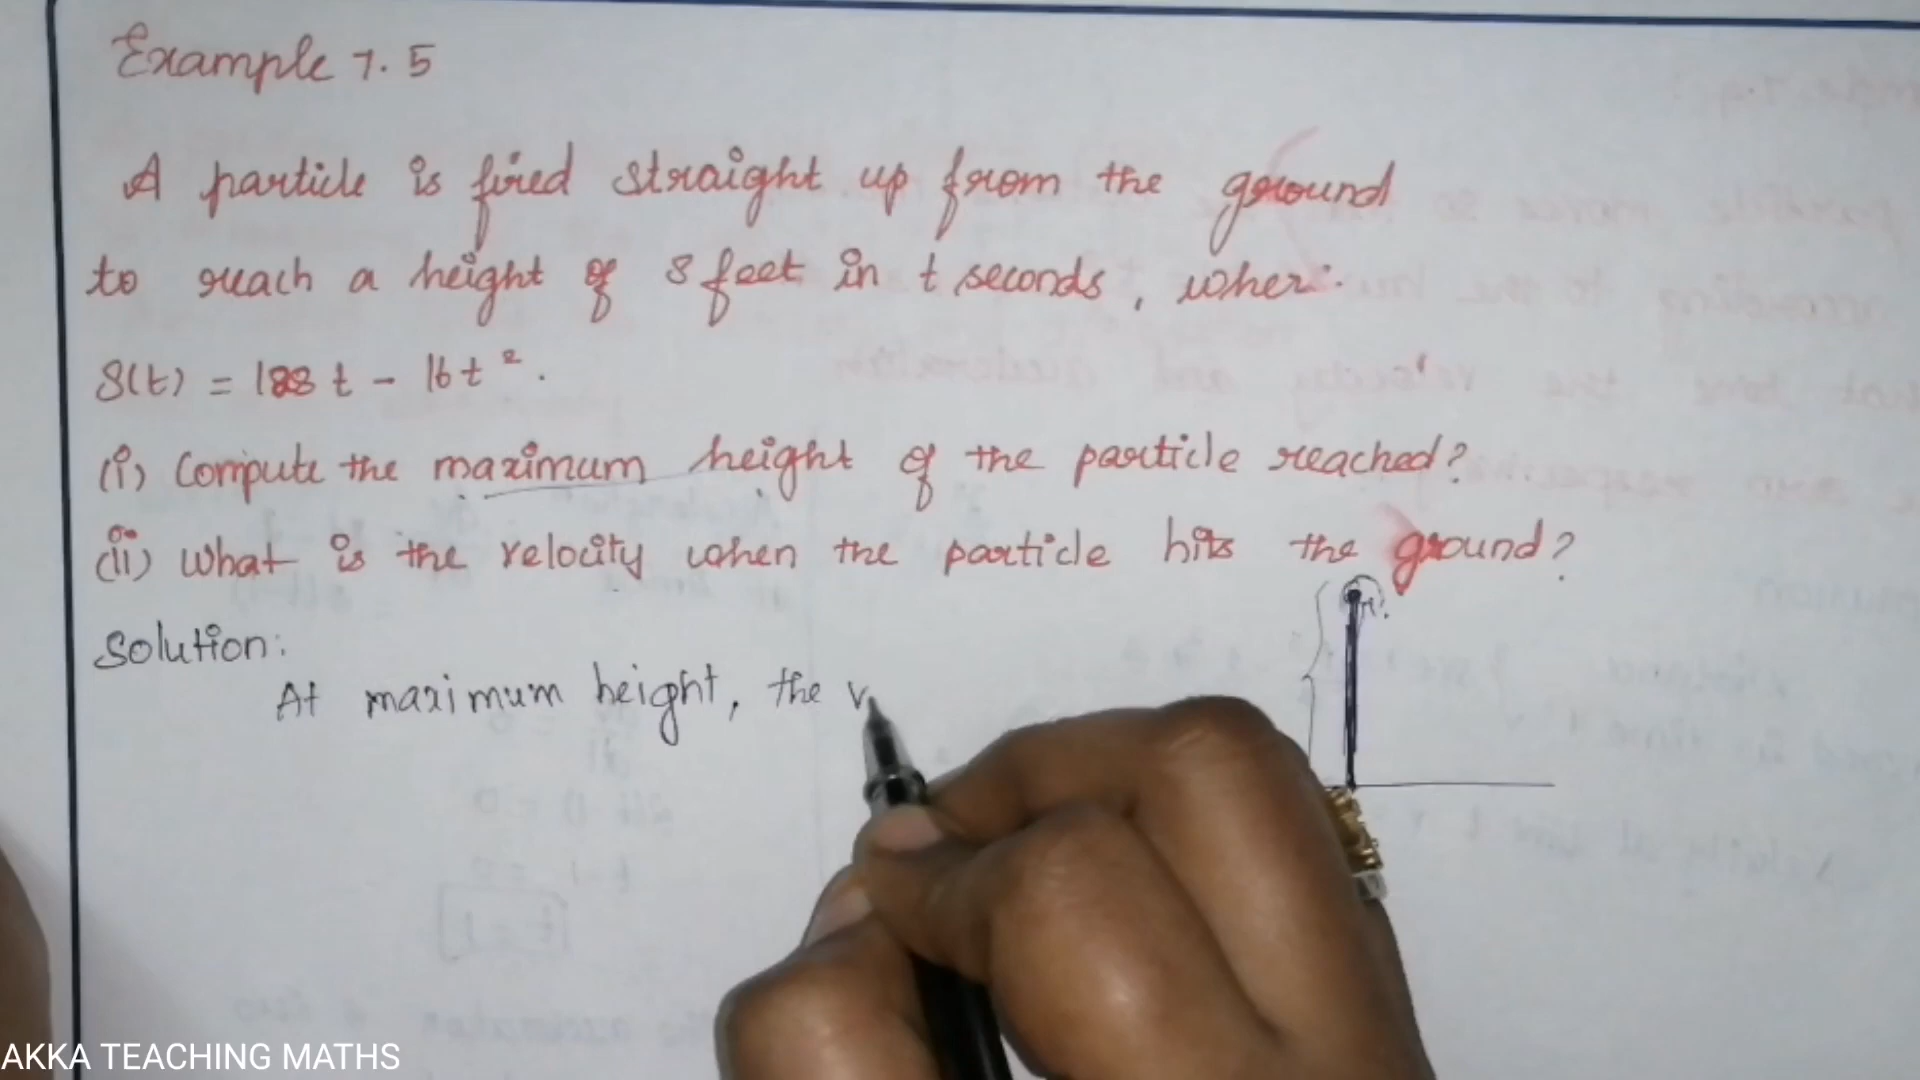 Example 7.5
A particle is fired straight up from the ground
to reach a height of s feet in t seconds, where
S(t) = 128 t - 16t².
(i) Compute the maximum height of the particle reached?
(ii) What is the velocity when the particle hits the ground?
Solution:
At maximum height, the v
AKKA TEACHING MATHS